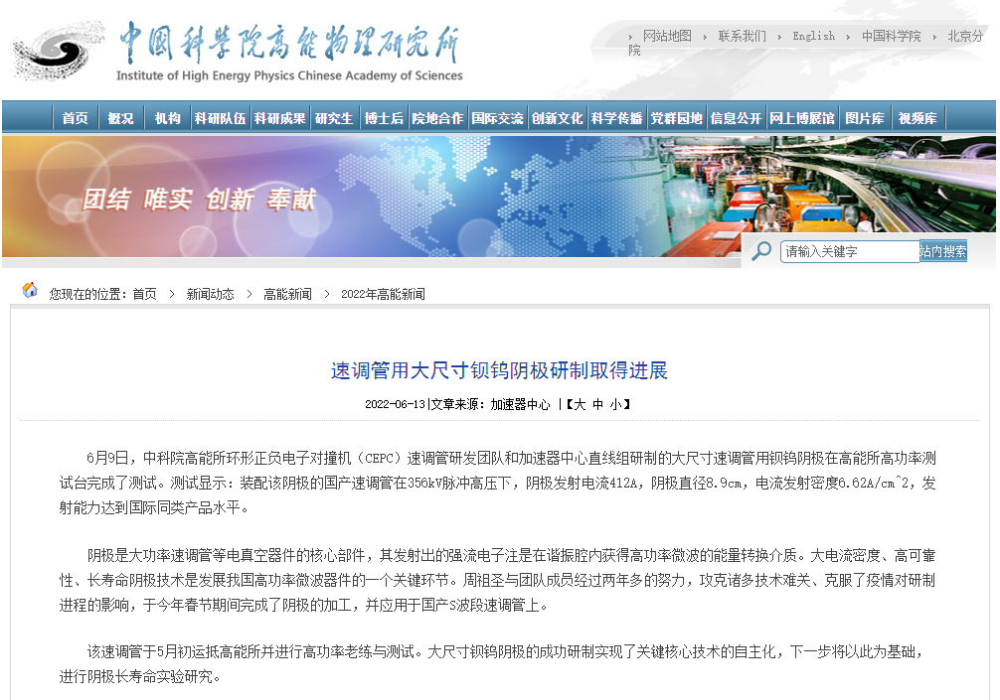 中国科学院高能物理研究所
Institute of High Energy Physics Chinese Academy of Sciences
› 网站地图 › 联系我们 › English › 中国科学院 › 北京分
院
首页 概况 机构 科研队伍 科研成果 研究生 博士后 院地合作 国际交流 创新文化 科学传播 党群园地 信息公开 网上博展馆 图片库 视频库
团结 唯实 创新 奉献
请输入关键字 站内搜索
您现在的位置：首页 > 新闻动态 > 高能新闻 > 2022年高能新闻
速调管用大尺寸钡钨阴极研制取得进展
2022-06-13|文章来源：加速器中心 |【大 中 小】
6月9日，中科院高能所环形正负电子对撞机（CEPC）速调管研发团队和加速器中心直线组研制的大尺寸速调管用钡钨阴极在高能所高功率测
试台完成了测试。测试显示：装配该阴极的国产速调管在356kV脉冲高压下，阴极发射电流412A，阴极直径8.9cm，电流发射密度6.62A/cm^2，发
射能力达到国际同类产品水平。
阴极是大功率速调管等电真空器件的核心部件，其发射出的强流电子注是在谐振腔内获得高功率微波的能量转换介质。大电流密度、高可靠
性、长寿命阴极技术是发展我国高功率微波器件的一个关键环节。周祖圣与团队成员经过两年多的努力，攻克诸多技术难关、克服了疫情对研制
进程的影响，于今年春节期间完成了阴极的加工，并应用于国产S波段速调管上。
该速调管于5月初运抵高能所并进行高功率老练与测试。大尺寸钡钨阴极的成功研制实现了关键核心技术的自主化，下一步将以此为基础，
进行阴极长寿命实验研究。